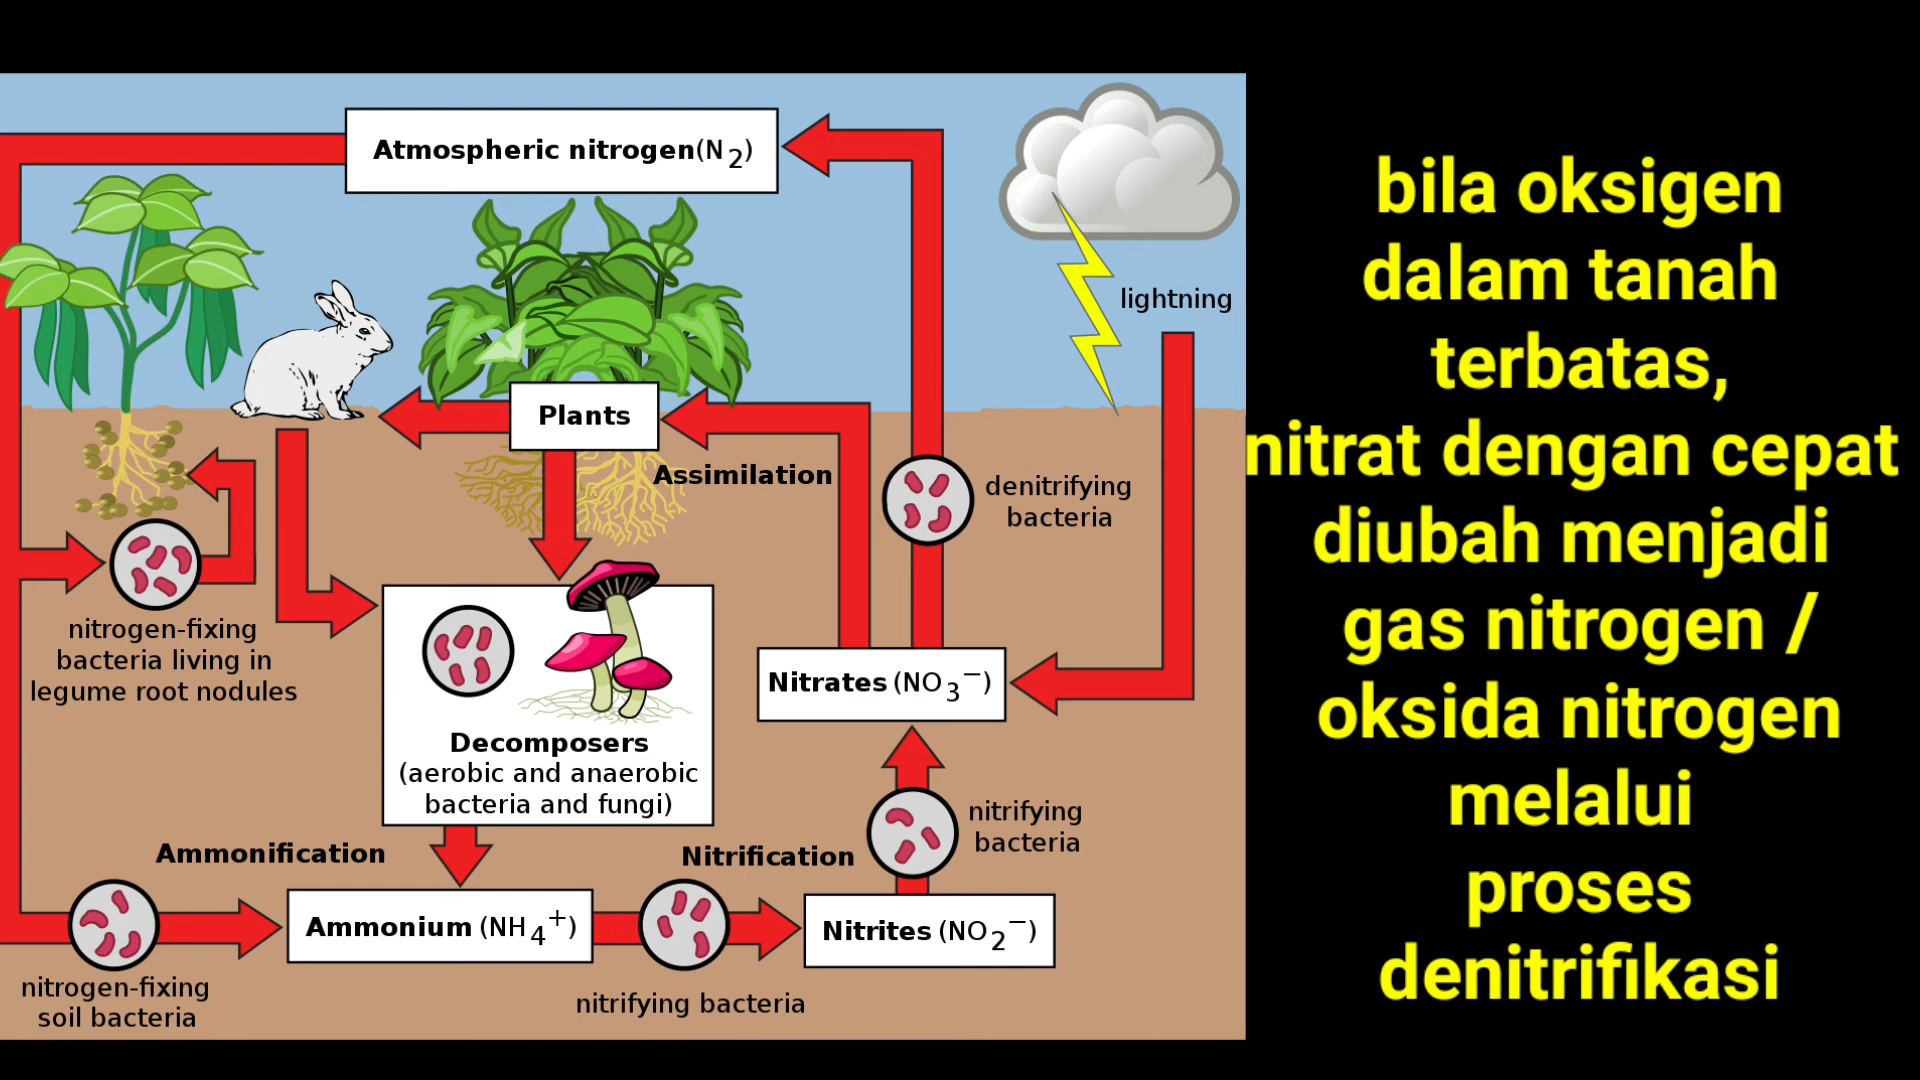 Atmospheric nitrogen(N2)
lightning
Plants
Assimilation
denitrifying
bacteria
nitrogen-fixing
bacteria living in
legume root nodules
Nitrates (NO3−)
Decomposers
(aerobic and anaerobic
bacteria and fungi)
nitrifying
bacteria
Ammonification
Nitrification
Ammonium (NH4+)
Nitrites (NO2−)
nitrogen-fixing
soil bacteria
nitrifying bacteria
bila oksigen
dalam tanah
terbatas,
nitrat dengan cepat
diubah menjadi
gas nitrogen /
oksida nitrogen
melalui
proses
denitrifikasi